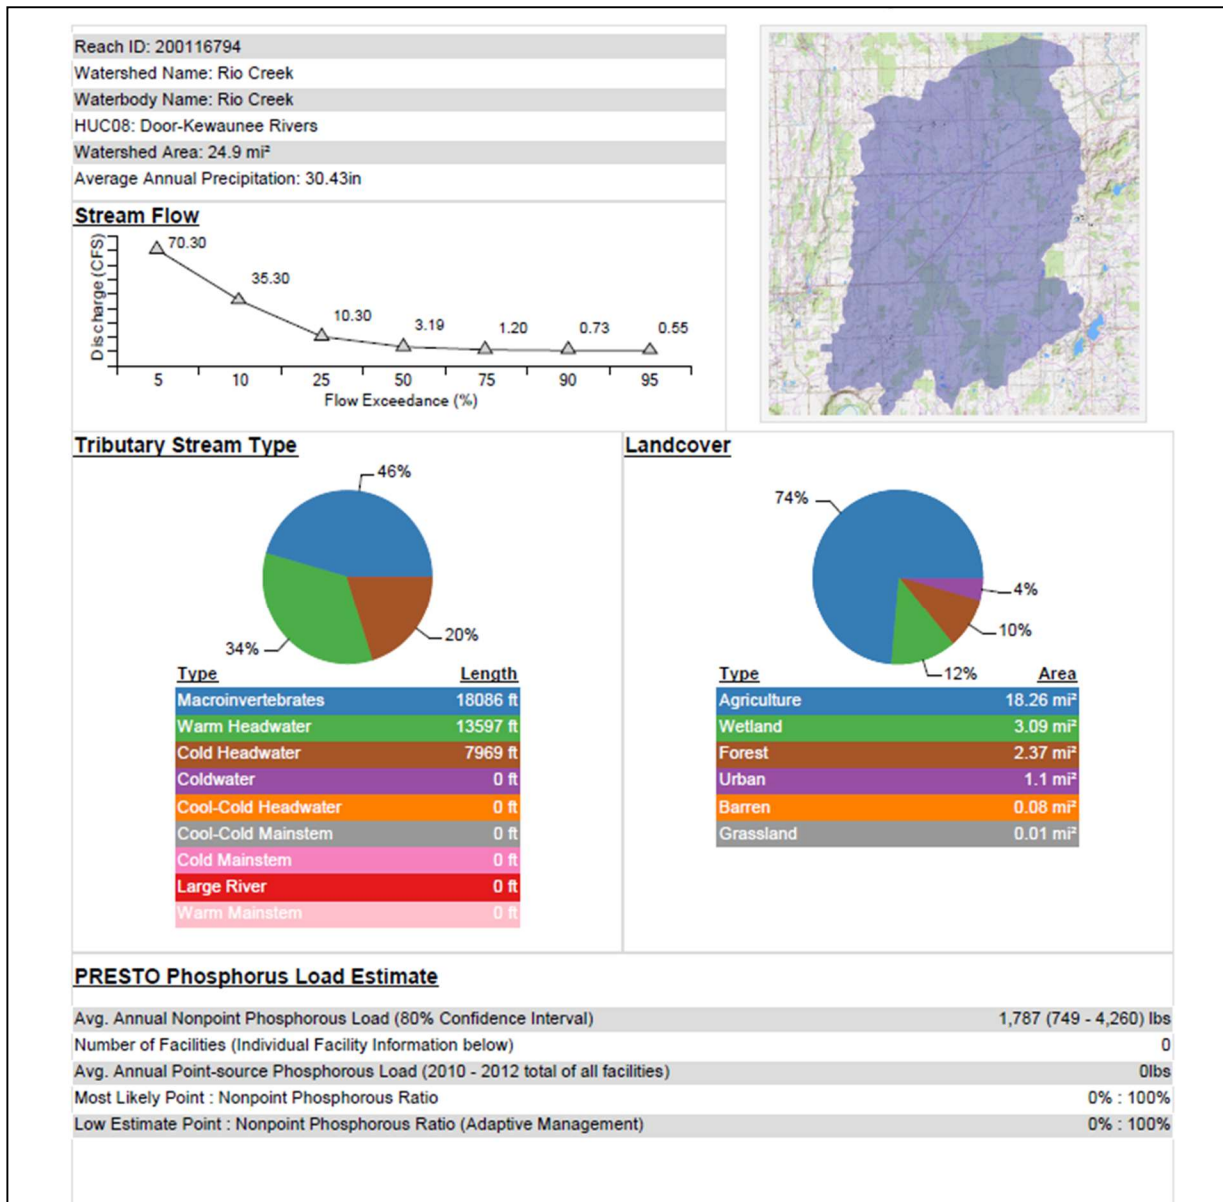 Reach ID: 200116794
Watershed Name: Rio Creek
Waterbody Name: Rio Creek
HUC08: Door-Kewaunee Rivers
Watershed Area: 24.9 mi²
Average Annual Precipitation: 30.43in
Stream Flow
Discharge (CFS)
70.30
35.30
10.30
3.19
1.20
0.73
0.55
5 10 25 50 75 90 95
Flow Exceedance (%)
Tributary Stream Type
46%
34%
20%
Type Length
Macroinvertebrates 18086 ft
Warm Headwater 13597 ft
Cold Headwater 7969 ft
Coldwater 0 ft
Cool-Cold Headwater 0 ft
Cool-Cold Mainstem 0 ft
Cold Mainstem 0 ft
Large River 0 ft
Warm Mainstem 0 ft
Landcover
74%
4%
10%
12%
Type Area
Agriculture 18.26 mi²
Wetland 3.09 mi²
Forest 2.37 mi²
Urban 1.1 mi²
Barren 0.08 mi²
Grassland 0.01 mi²
PRESTO Phosphorus Load Estimate
Avg. Annual Nonpoint Phosphorous Load (80% Confidence Interval) 1,787 (749 - 4,260) lbs
Number of Facilities (Individual Facility Information below) 0
Avg. Annual Point-source Phosphorous Load (2010 - 2012 total of all facilities) 0lbs
Most Likely Point : Nonpoint Phosphorous Ratio 0% : 100%
Low Estimate Point : Nonpoint Phosphorous Ratio (Adaptive Management) 0% : 100%